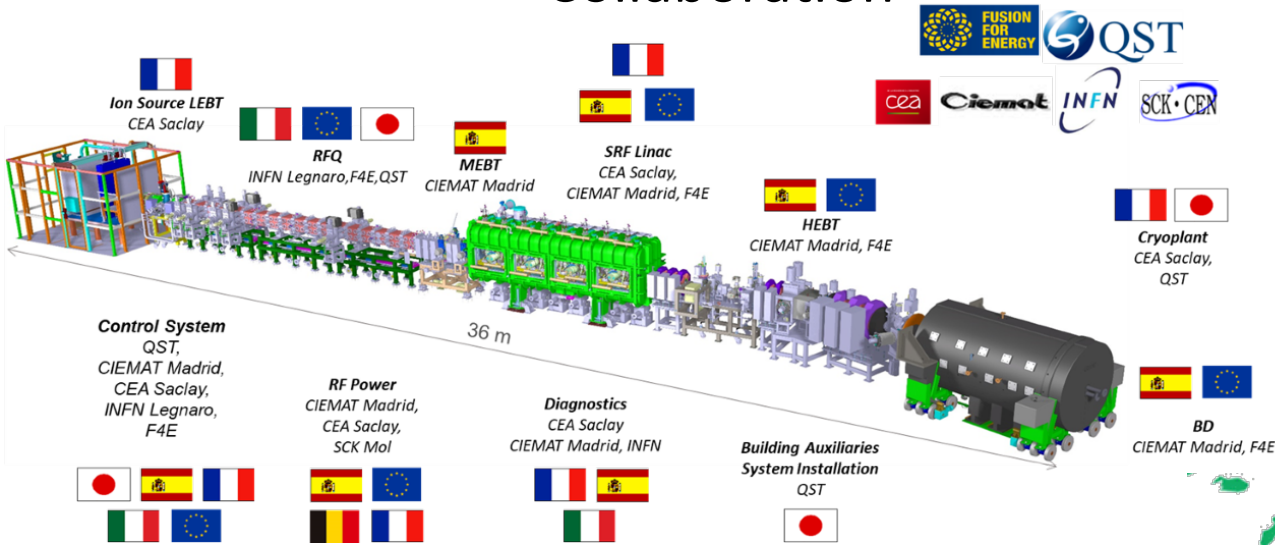 Collaboration
FUSION
FOR
ENERGY
QST
cea
Ciemat
INFN
SCK•CEN
Ion Source LEBT
CEA Saclay
RFQ
INFN Legnaro,F4E,QST
MEBT
CIEMAT Madrid
SRF Linac
CEA Saclay,
CIEMAT Madrid, F4E
HEBT
CIEMAT Madrid, F4E
Cryoplant
CEA Saclay,
QST
36 m
Control System
QST,
CIEMAT Madrid,
CEA Saclay,
INFN Legnaro,
F4E
RF Power
CIEMAT Madrid,
CEA Saclay,
SCK Mol
Diagnostics
CEA Saclay
CIEMAT Madrid, INFN
Building Auxiliaries
System Installation
QST
BD
CIEMAT Madrid, F4E